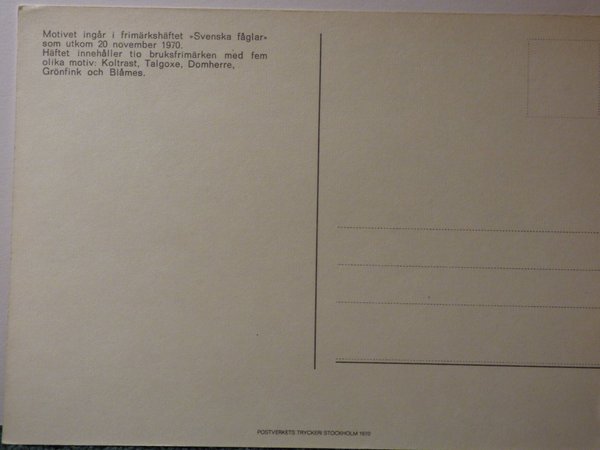 Motivet ingår i frimärkshäftet »Svenska fåglar»
som utkom 20 november 1970.
Häftet innehåller tio bruksfrimärken med fem
olika motiv: Koltrast, Talgoxe, Domherre,
Grönfink och Blåmes.
POSTVERKETS TRYCKERI STOCKHOLM 1970